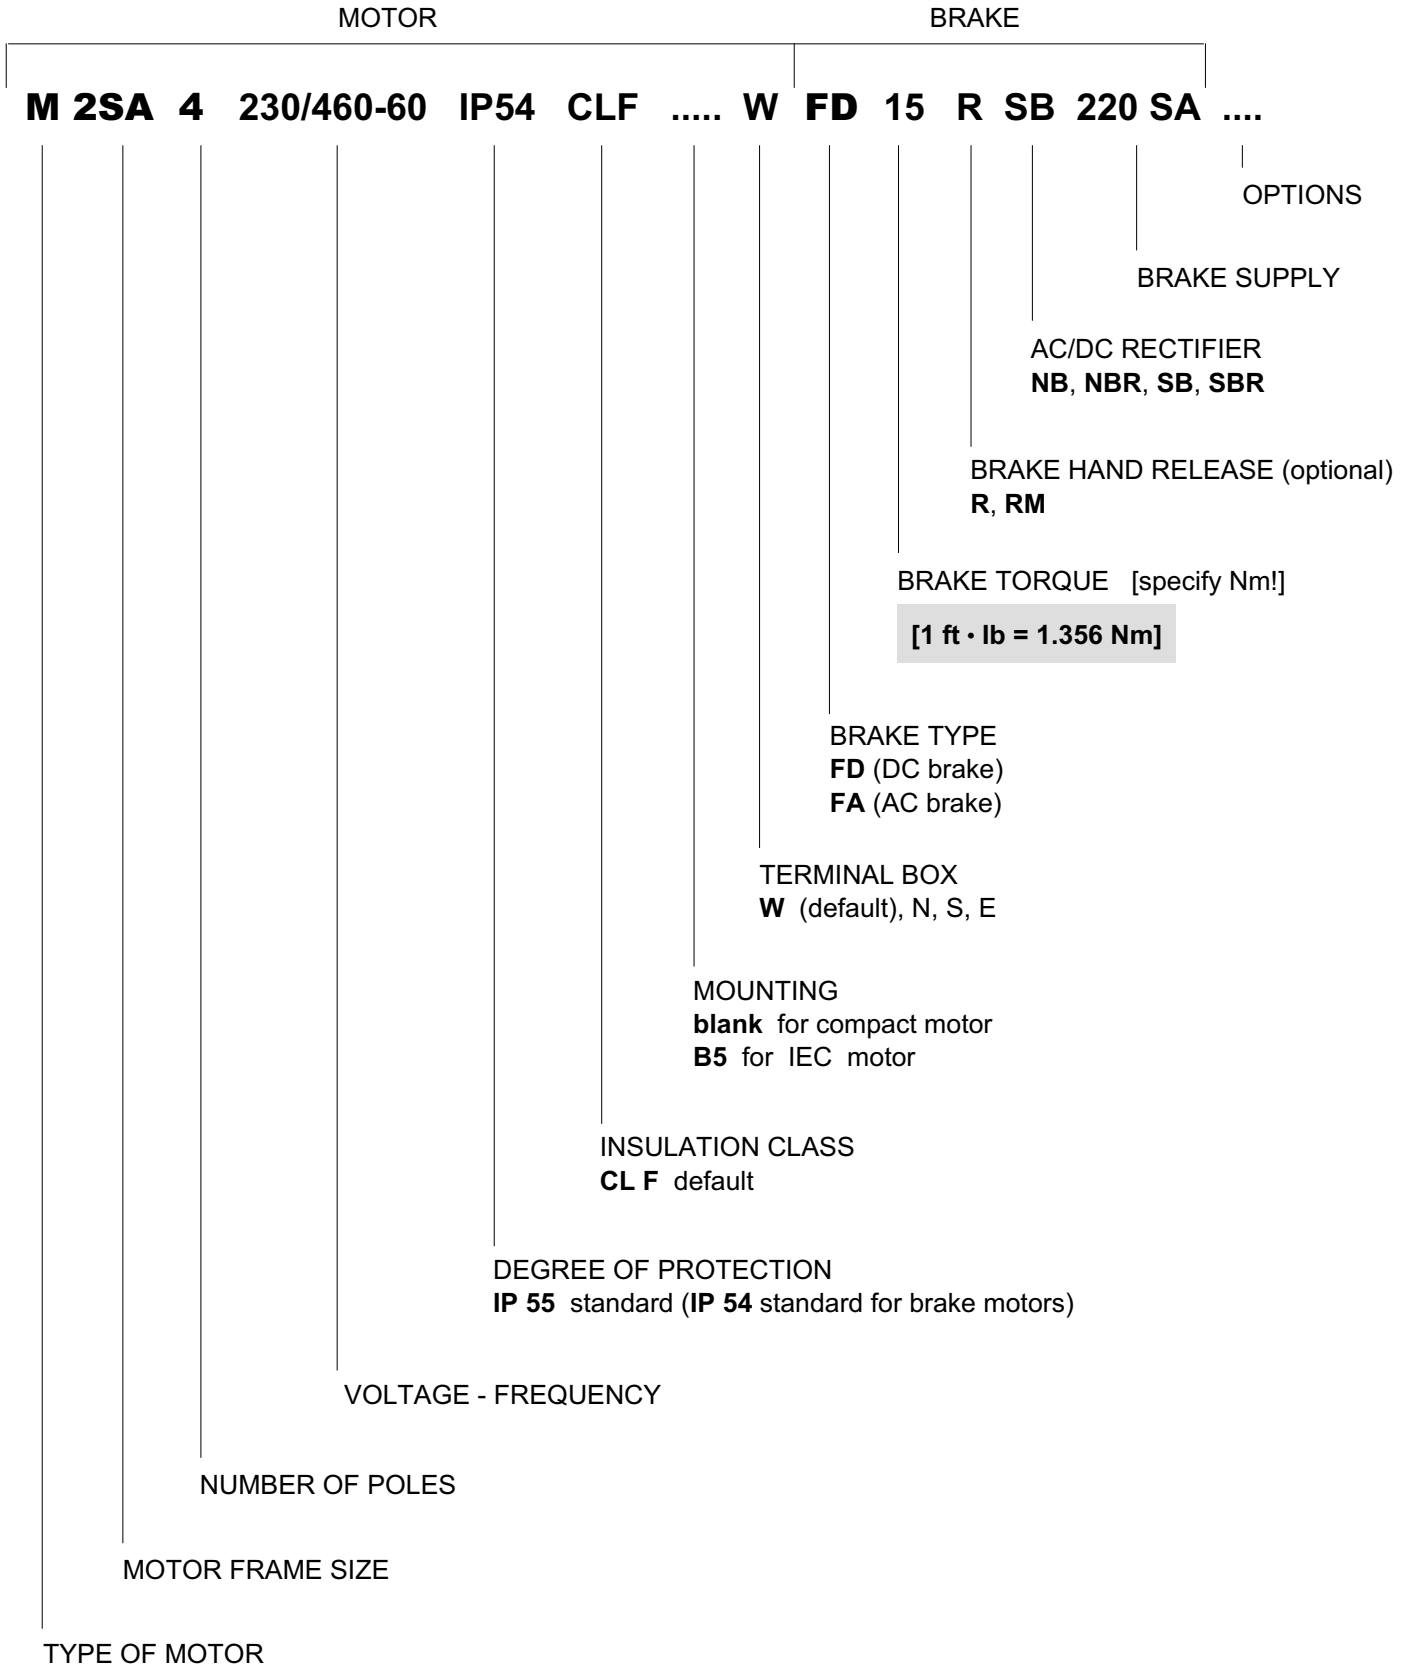 MOTOR BRAKE
M 2SA 4 230/460-60 IP54 CLF ..... W FD 15 R SB 220 SA ....
OPTIONS
BRAKE SUPPLY
AC/DC RECTIFIER
NB, NBR, SB, SBR
BRAKE HAND RELEASE (optional)
R, RM
BRAKE TORQUE [specify Nm!]
[1 ft · lb = 1.356 Nm]
BRAKE TYPE
FD (DC brake)
FA (AC brake)
TERMINAL BOX
W (default), N, S, E
MOUNTING
blank for compact motor
B5 for IEC motor
INSULATION CLASS
CL F default
DEGREE OF PROTECTION
IP 55 standard (IP 54 standard for brake motors)
VOLTAGE - FREQUENCY
NUMBER OF POLES
MOTOR FRAME SIZE
TYPE OF MOTOR